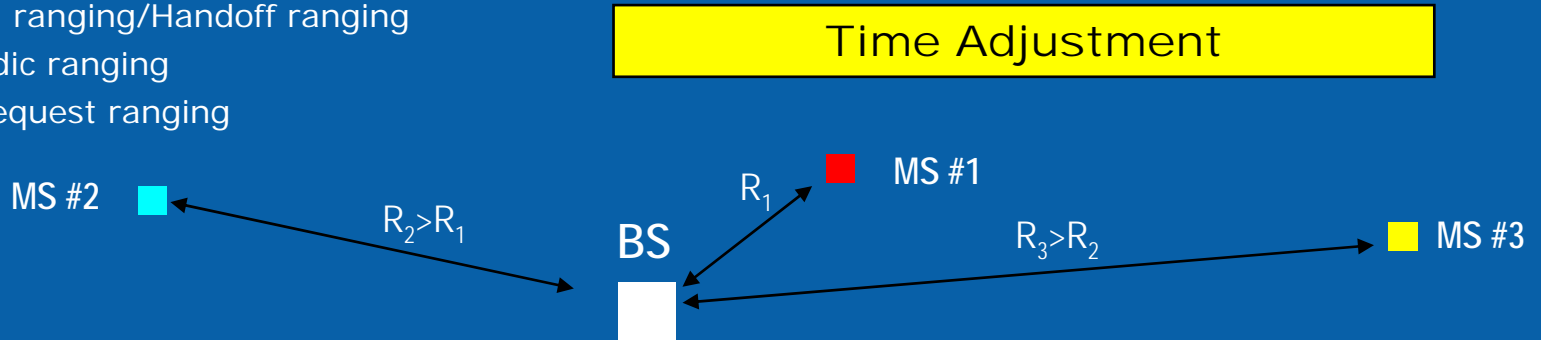 ranging/Handoff ranging
dic ranging
equest ranging
Time Adjustment
MS #1
MS #2
R₁
R₂>R₁
BS
R₃>R₂
MS #3